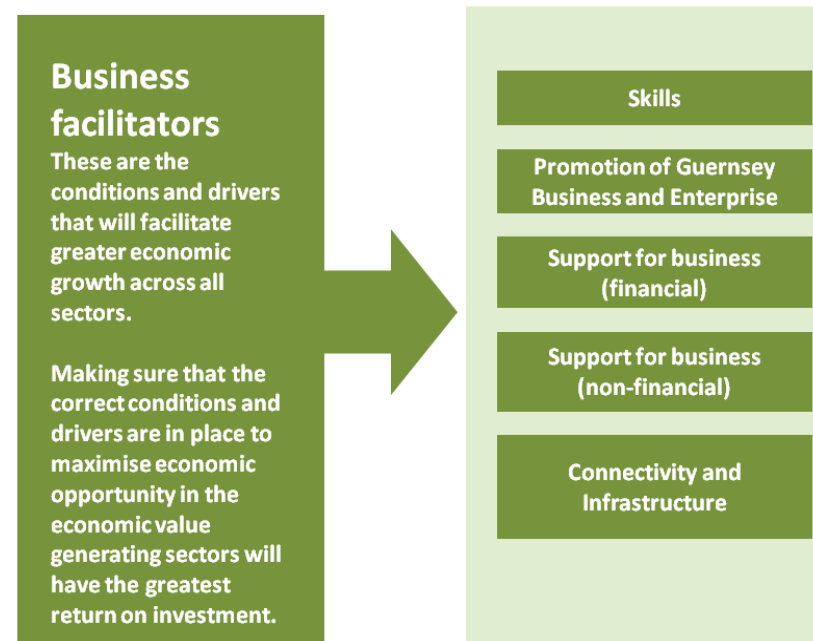 Business
facilitators
These are the
conditions and drivers
that will facilitate
greater economic
growth across all
sectors.
Making sure that the
correct conditions and
drivers are in place to
maximise economic
opportunity in the
economic value
generating sectors will
have the greatest
return on investment.
Skills
Promotion of Guernsey
Business and Enterprise
Support for business
(financial)
Support for business
(non-financial)
Connectivity and
Infrastructure